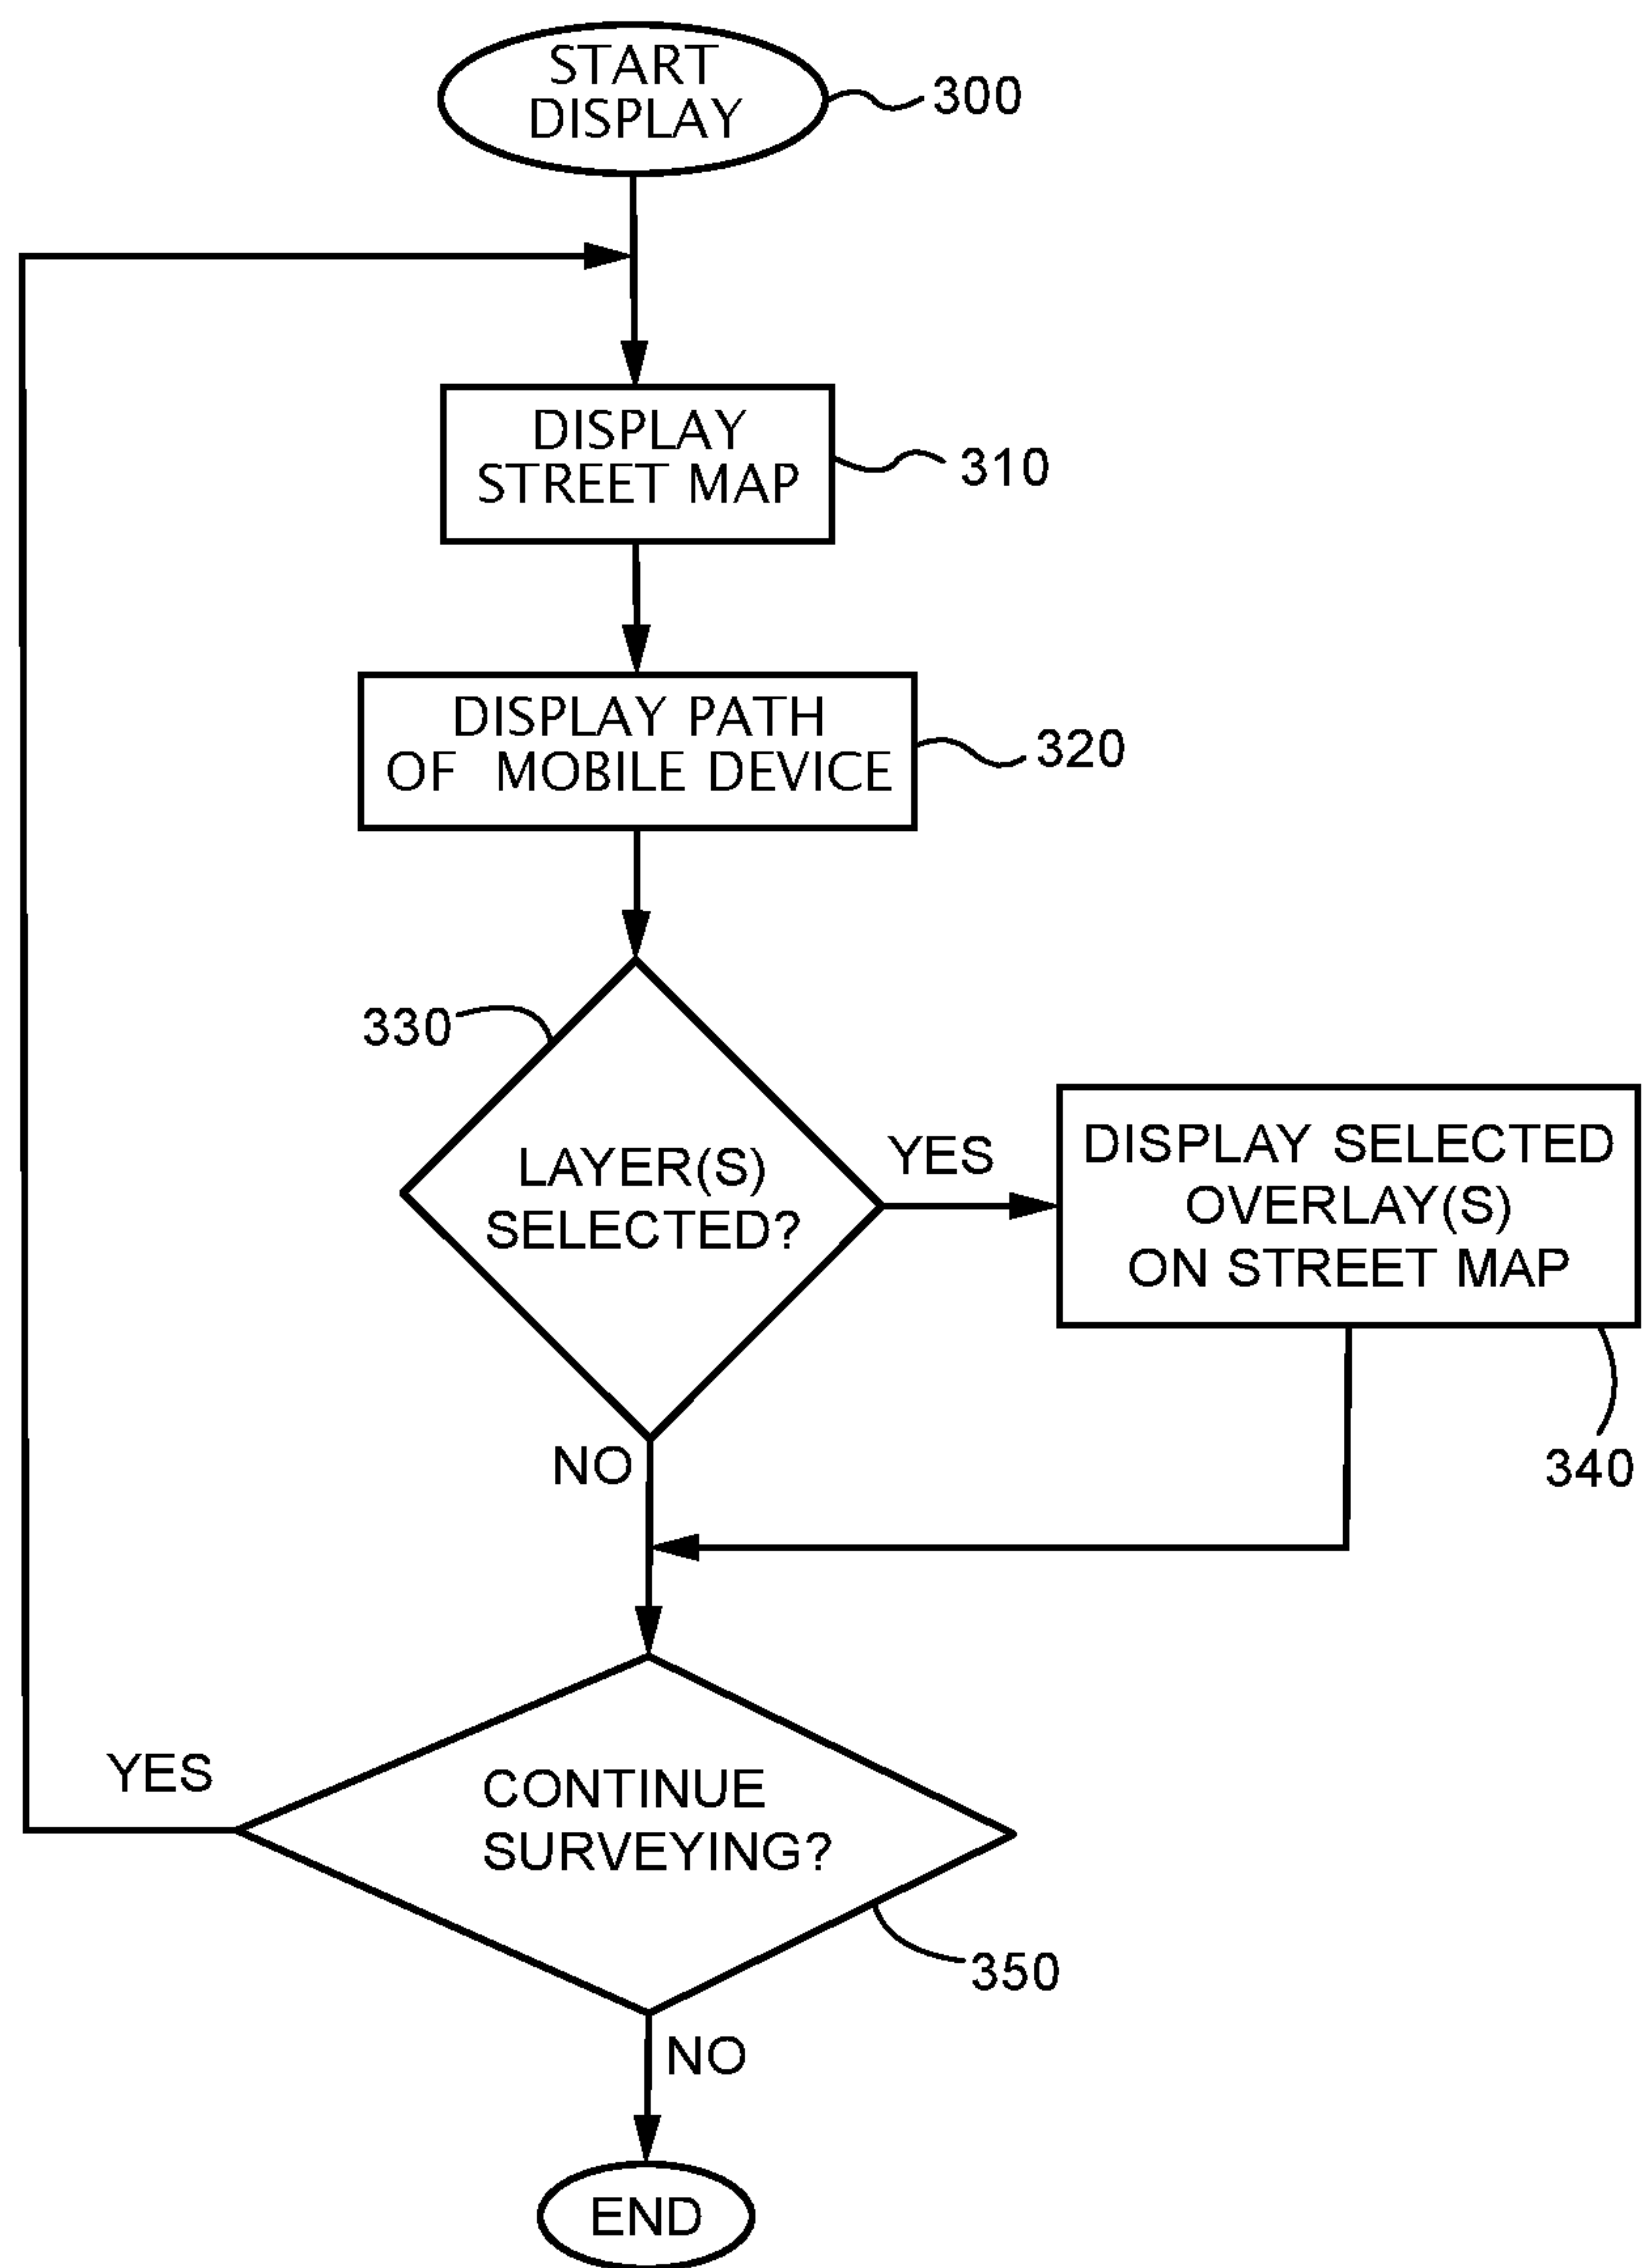 START
DISPLAY
300
DISPLAY
STREET MAP
310
DISPLAY PATH
OF MOBILE DEVICE
320
330
LAYER(S)
SELECTED?
YES
DISPLAY SELECTED
OVERLAY(S)
ON STREET MAP
340
NO
YES
CONTINUE
SURVEYING?
350
NO
END